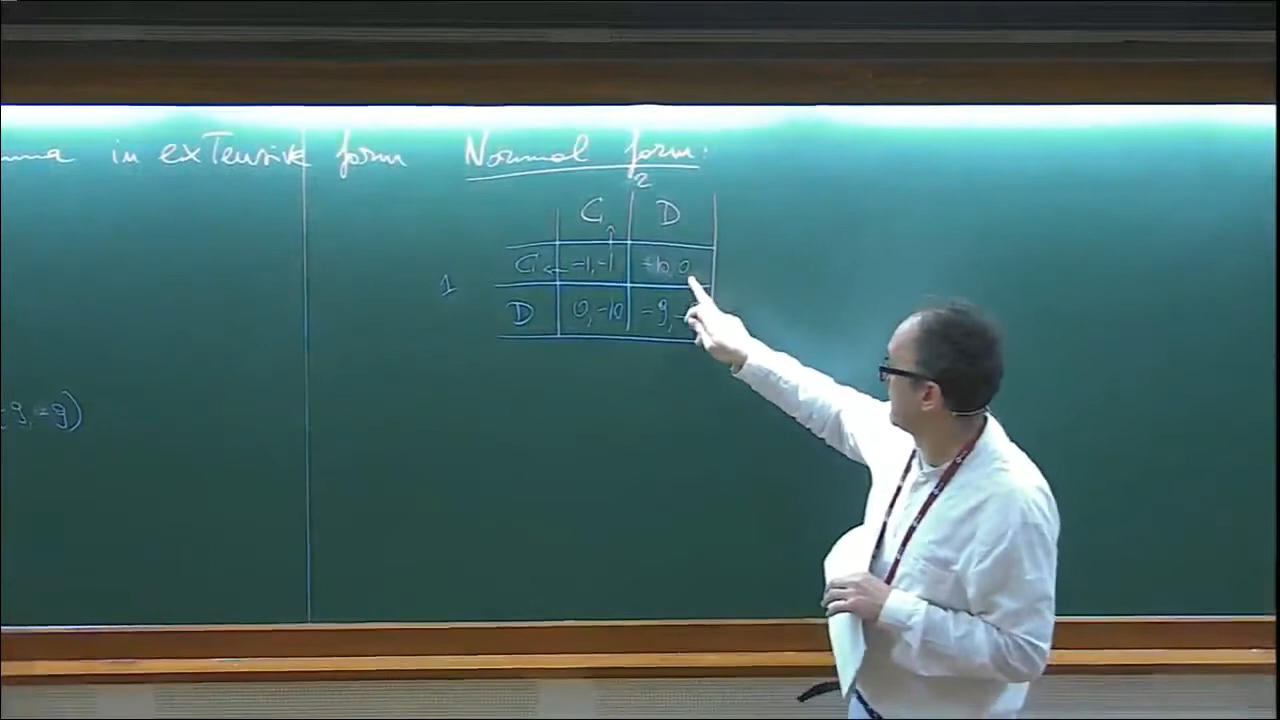 in exTensive form
-9, -9)
Normal form:
2
C D
1
C ← -1, -1 -10, 0
D 0, -10 -9, -